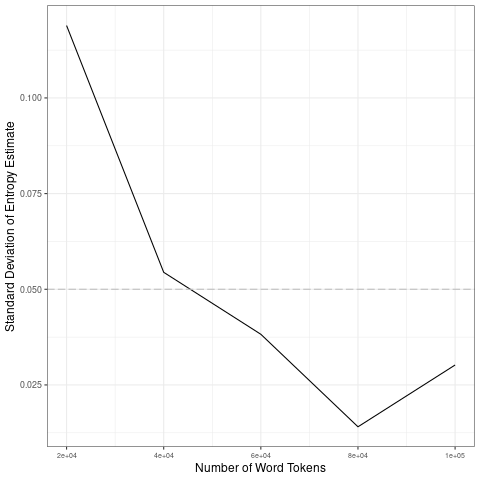 Standard Deviation of Entropy Estimate
0.100
0.075
0.050
0.025
2e+04 4e+04 6e+04 8e+04 1e+05
Number of Word Tokens